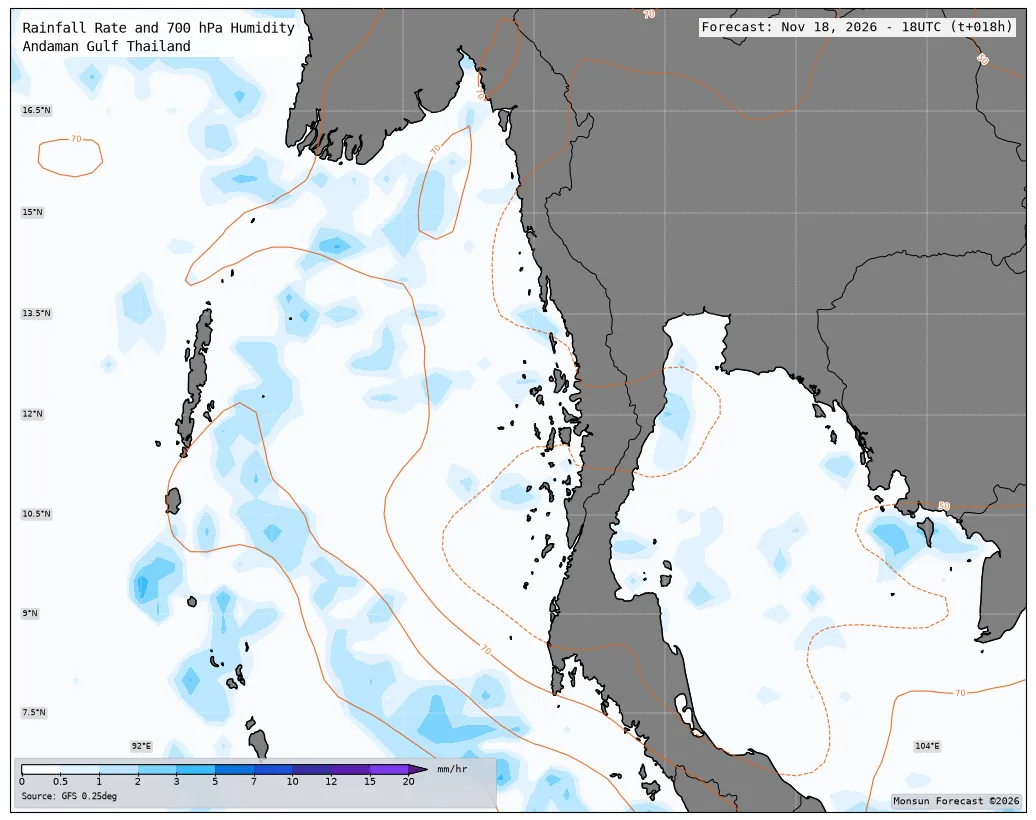 Rainfall Rate and 700 hPa Humidity
Andaman Gulf Thailand
Forecast: Nov 18, 2026 - 18UTC (t+018h)
70
50
70
16.5°N
70
70
15°N
13.5°N
12°N
10.5°N
50
9°N
70
70
7.5°N
92°E
104°E
0 0.5 1 2 3 5 7 10 12 15 20 mm/hr
Source: GFS 0.25deg
Monsun Forecast ©2026